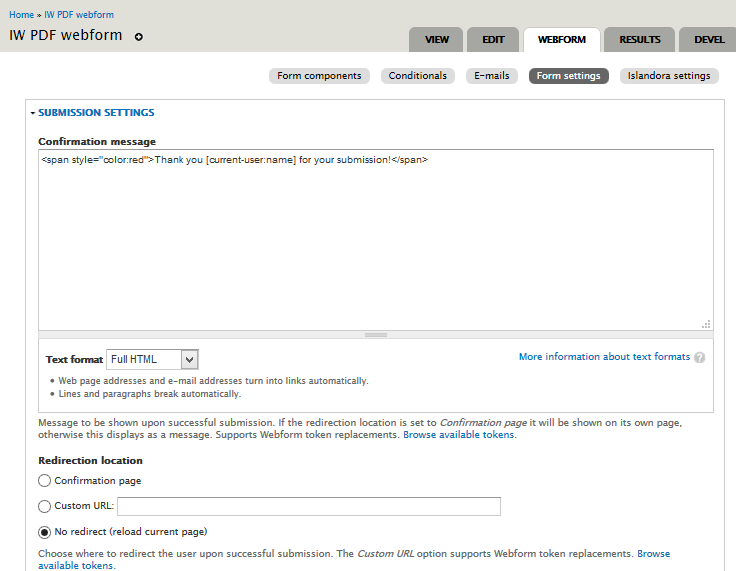 Home » IW PDF webform
IW PDF webform
VIEW
EDIT
WEBFORM
RESULTS
DEVEL
Form components
Conditionals
E-mails
Form settings
Islandora settings
SUBMISSION SETTINGS
Confirmation message
<span style="color:red">Thank you [current-user:name] for your submission!</span>
Text format Full HTML
More information about text formats ?
• Web page addresses and e-mail addresses turn into links automatically.
• Lines and paragraphs break automatically.
Message to be shown upon successful submission. If the redirection location is set to Confirmation page it will be shown on its own page,
otherwise this displays as a message. Supports Webform token replacements. Browse available tokens.
Redirection location
Confirmation page
Custom URL:
No redirect (reload current page)
Choose where to redirect the user upon successful submission. The Custom URL option supports Webform token replacements. Browse
available tokens.